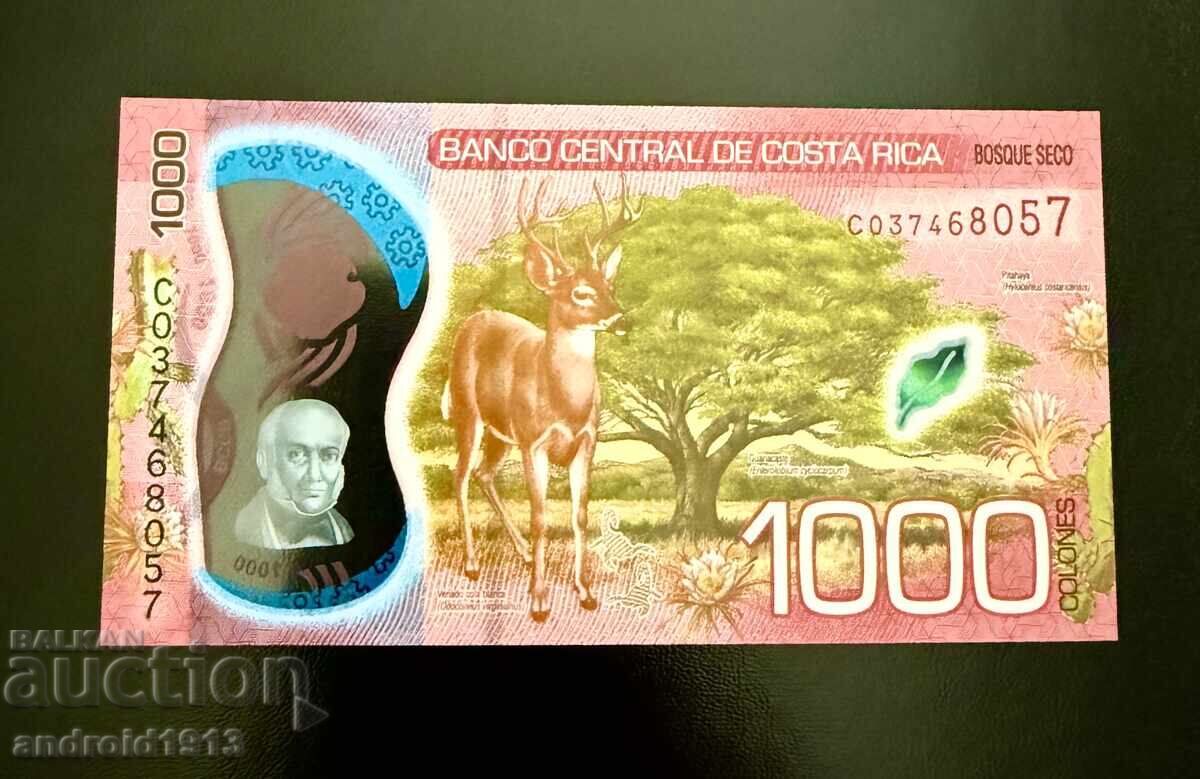 1000
BANCO CENTRAL DE COSTA RICA
BOSQUE SECO
C037468057
C037468057
Pitahaya
(Hylocereus costaricensis)
Guanacaste
(Enterolobium cyclocarpum)
1000
COLONES
1000
Venado cola blanca
(Odocoileus virginianus)
BALKAN
auction
android1913